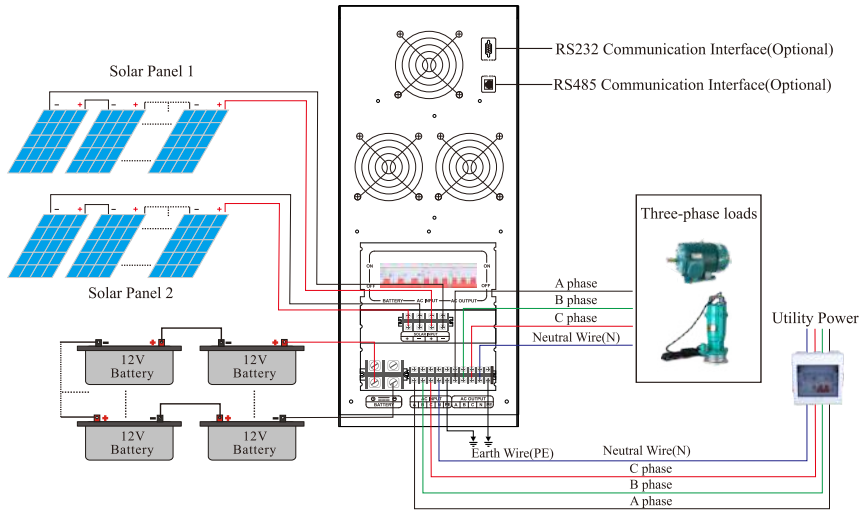 RS232 Communication Interface(Optional)
Solar Panel 1
RS485 Communication Interface(Optional)
- + - +
- + - +
Solar Panel 2
ON ON
OFF OFF
BATTERY AC INPUT AC OUTPUT
SOLAR INPUT
+ - + -
Three-phase loads
A phase
B phase
C phase
Neutral Wire(N)
Utility Power
- + - +
12V
Battery
12V
Battery
+ - + -
12V
Battery
12V
Battery
BATTERY
AC INPUT AC OUTPUT
A B C N PE A B C N PE
Earth Wire(PE)
Neutral Wire(N)
C phase
B phase
A phase